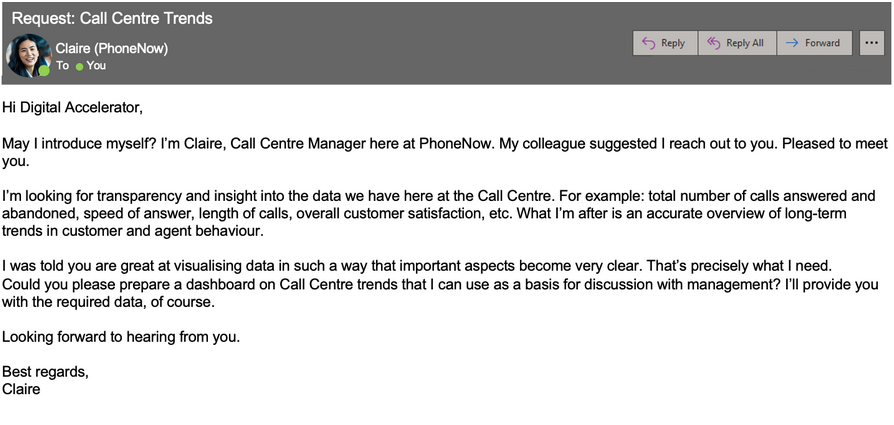 Request: Call Centre Trends
Claire (PhoneNow)
To You
Reply
Reply All
Forward
...
Hi Digital Accelerator,
May I introduce myself? I'm Claire, Call Centre Manager here at PhoneNow. My colleague suggested I reach out to you. Pleased to meet
you.
I'm looking for transparency and insight into the data we have here at the Call Centre. For example: total number of calls answered and
abandoned, speed of answer, length of calls, overall customer satisfaction, etc. What I'm after is an accurate overview of long-term
trends in customer and agent behaviour.
I was told you are great at visualising data in such a way that important aspects become very clear. That's precisely what I need.
Could you please prepare a dashboard on Call Centre trends that I can use as a basis for discussion with management? I'll provide you
with the required data, of course.
Looking forward to hearing from you.
Best regards,
Claire